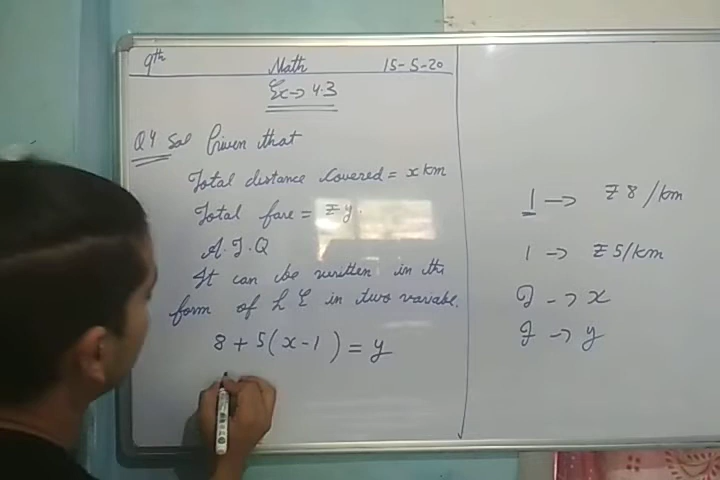 9th Math 15-5-20
Ex→ 4.3
Q4 Sol Given that
Total distance Covered = x km
Total fare = ₹ y.
A.T.Q
It can be written in the
form of L E in two variable.
8 + 5(x - 1) = y
1 → ₹ 8 /km
1 → ₹ 5/km
T → x
F → y